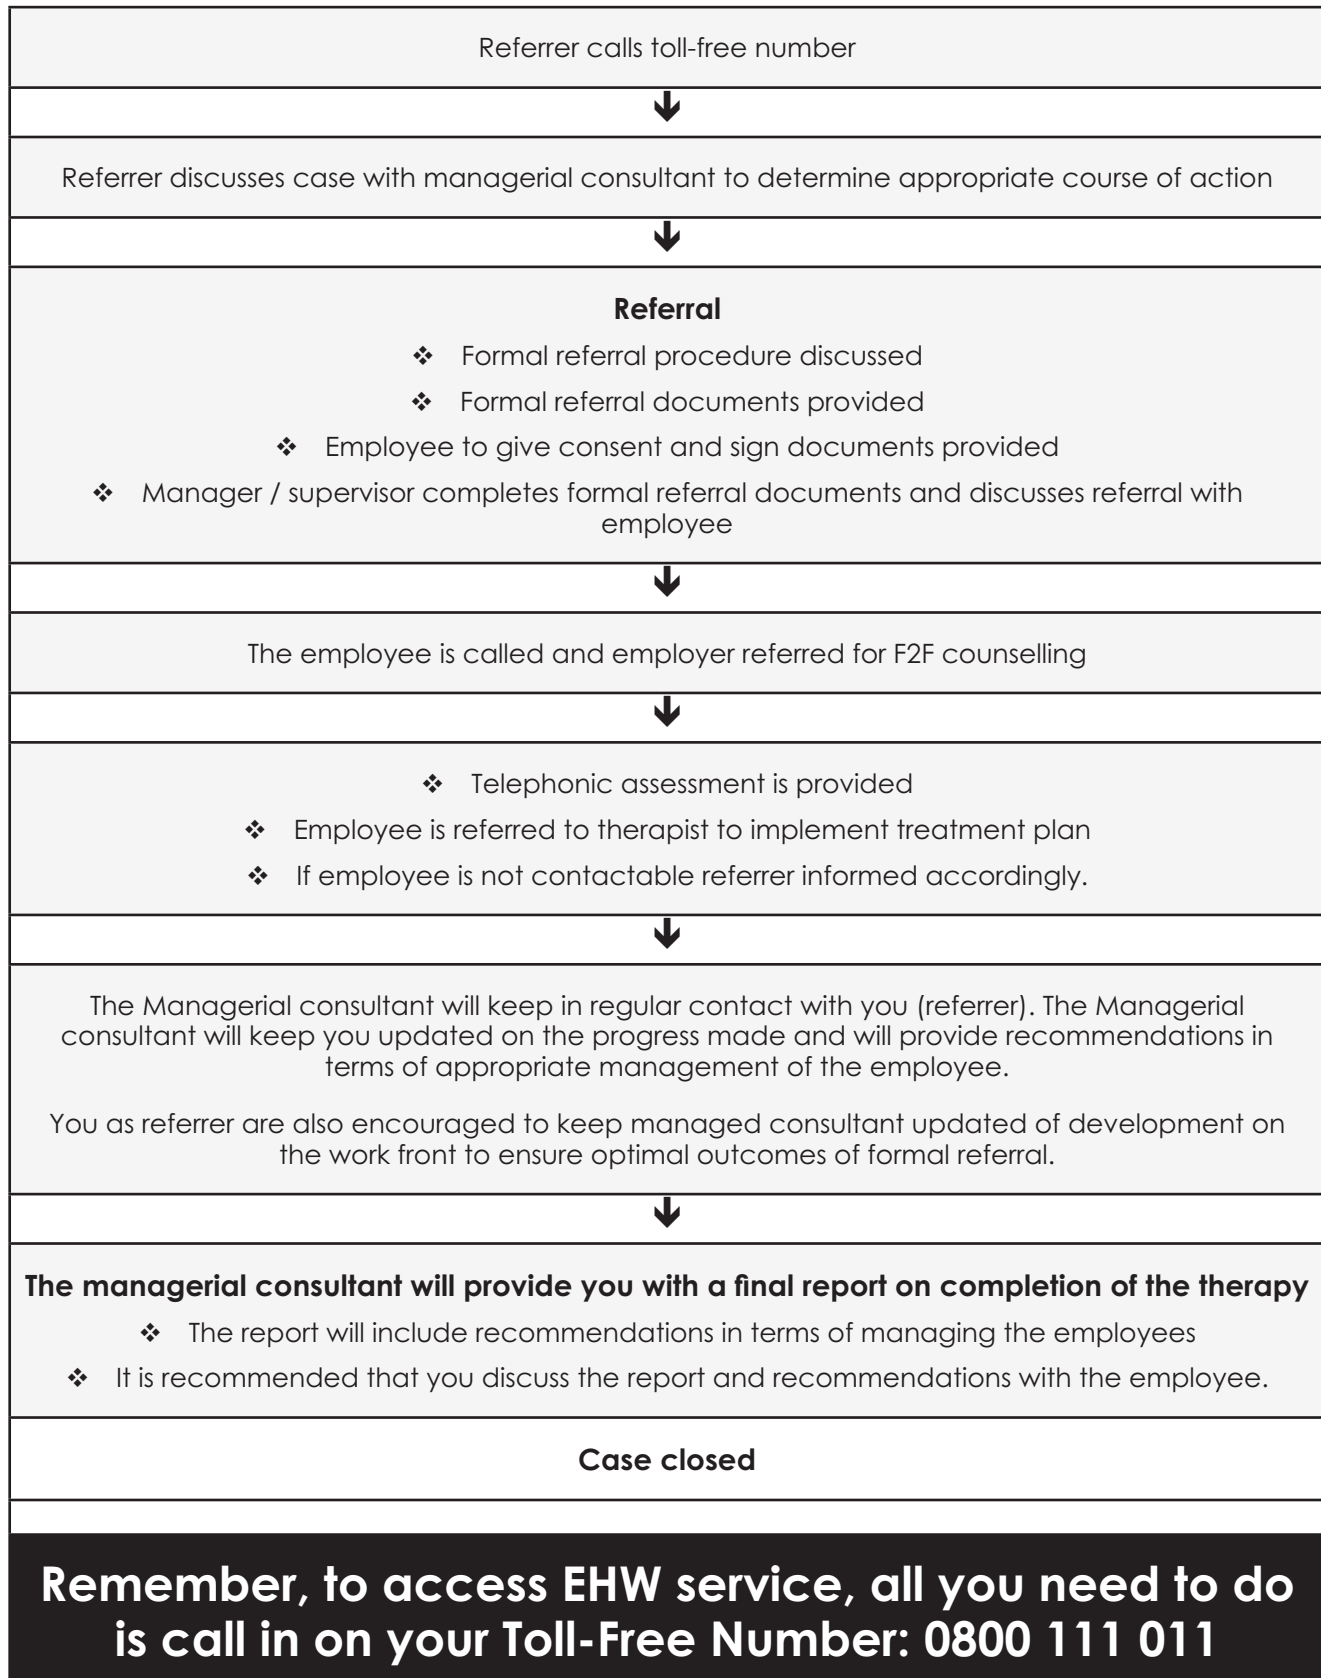 Referrer calls toll-free number
Referrer discusses case with managerial consultant to determine appropriate course of action
Referral
❖ Formal referral procedure discussed
❖ Formal referral documents provided
❖ Employee to give consent and sign documents provided
❖ Manager / supervisor completes formal referral documents and discusses referral with
employee
The employee is called and employer referred for F2F counselling
❖ Telephonic assessment is provided
❖ Employee is referred to therapist to implement treatment plan
❖ If employee is not contactable referrer informed accordingly.
The Managerial consultant will keep in regular contact with you (referrer). The Managerial
consultant will keep you updated on the progress made and will provide recommendations in
terms of appropriate management of the employee.
You as referrer are also encouraged to keep managed consultant updated of development on
the work front to ensure optimal outcomes of formal referral.
The managerial consultant will provide you with a final report on completion of the therapy
❖ The report will include recommendations in terms of managing the employees
❖ It is recommended that you discuss the report and recommendations with the employee.
Case closed
Remember, to access EHW service, all you need to do
is call in on your Toll-Free Number: 0800 111 011